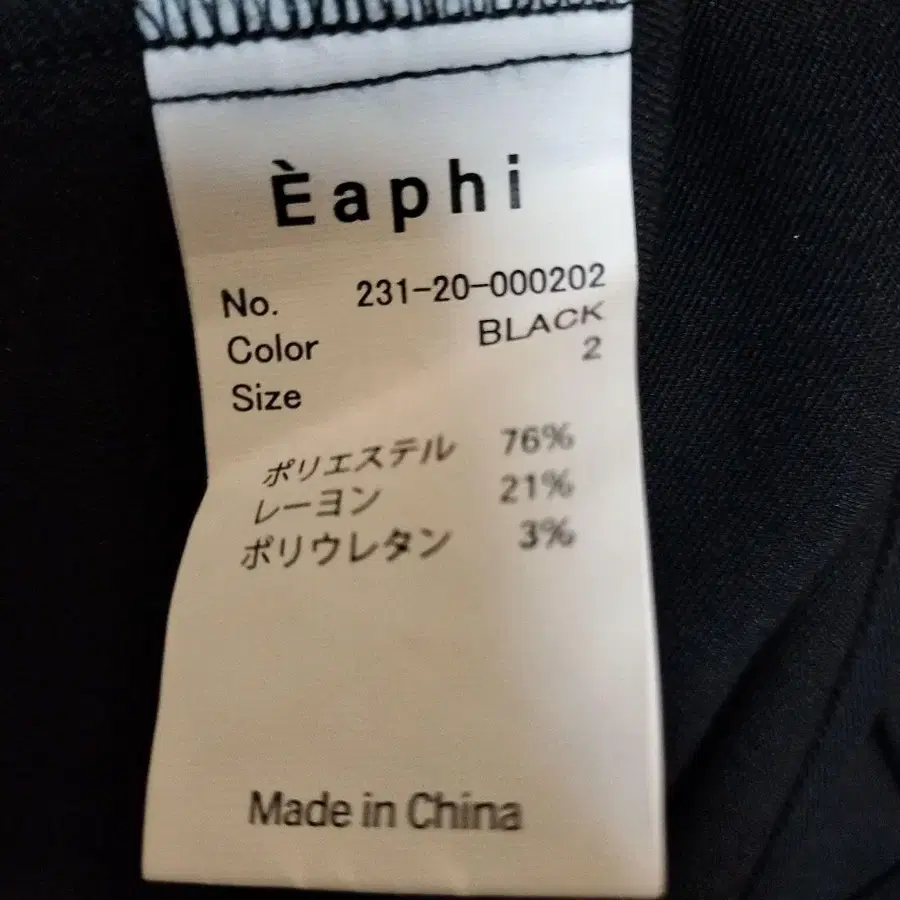 Èaphi
No. 231-20-000202
Color BLACK
Size 2
ポリエステル 76%
レーヨン 21%
ポリウレタン 3%
Made in China